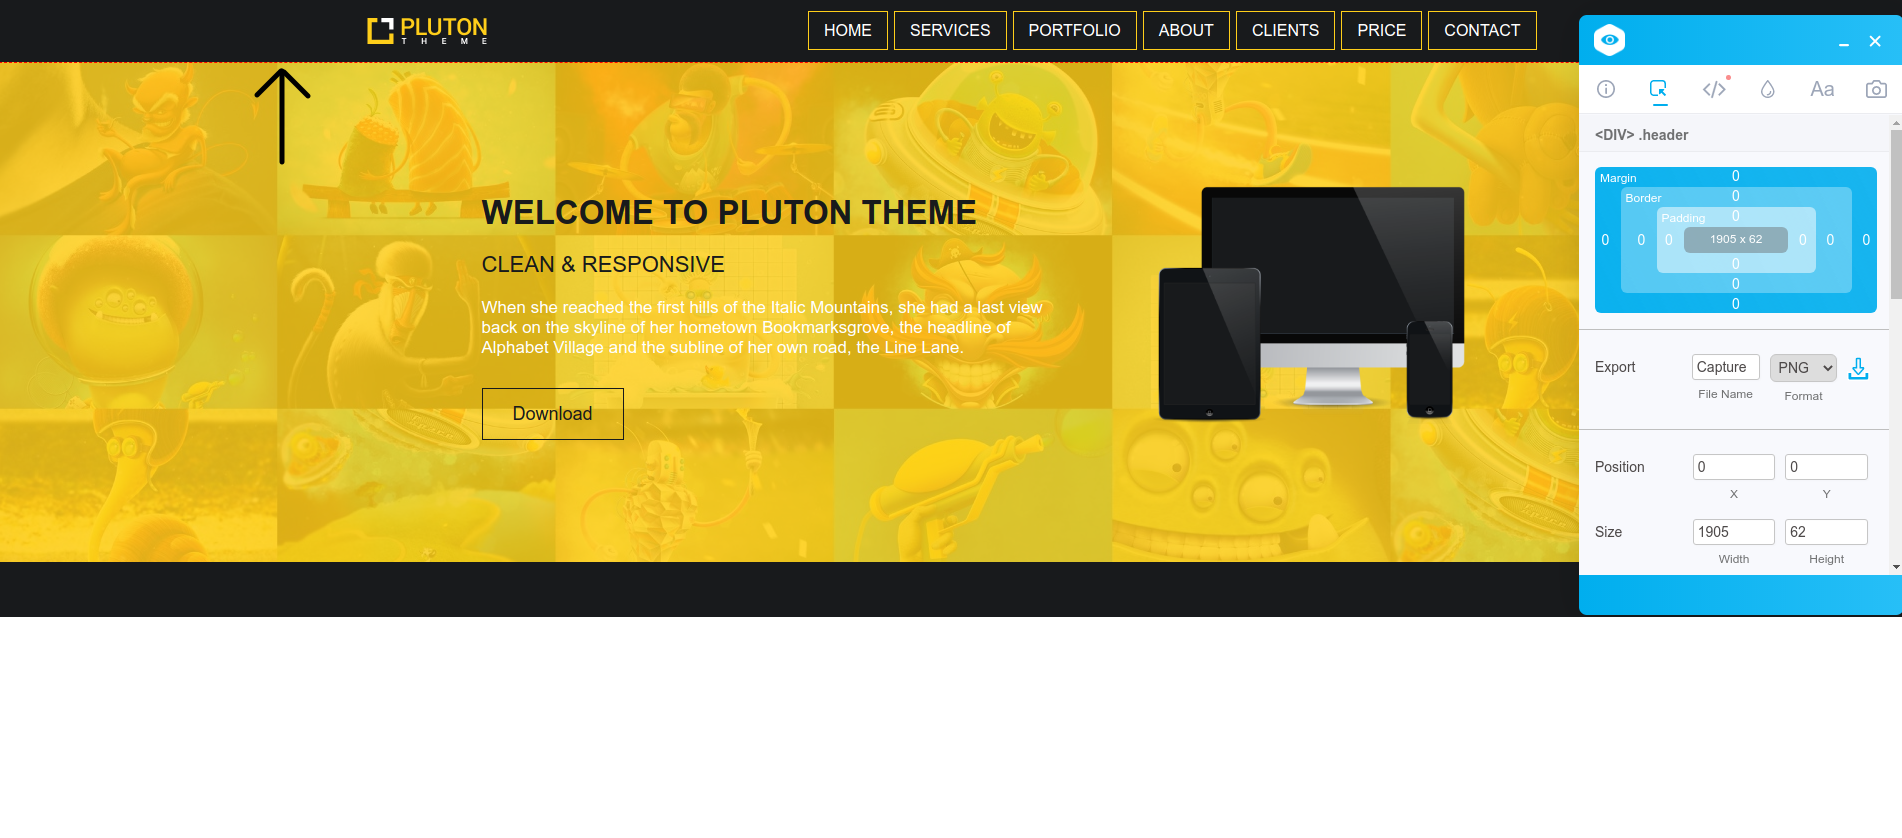 PLUTON
THEME
HOME
SERVICES
PORTFOLIO
ABOUT
CLIENTS
PRICE
CONTACT
WELCOME TO PLUTON THEME
CLEAN & RESPONSIVE
When she reached the first hills of the Italic Mountains, she had a last view
back on the skyline of her hometown Bookmarksgrove, the headline of
Alphabet Village and the subline of her own road, the Line Lane.
Download
Aa
<DIV> .header
Margin
0
Border
0
Padding
0
0 0 0 1905 x 62 0 0 0
0
0
0
Export
Capture
PNG
File Name
Format
Position
0
0
X
Y
Size
1905
62
Width
Height